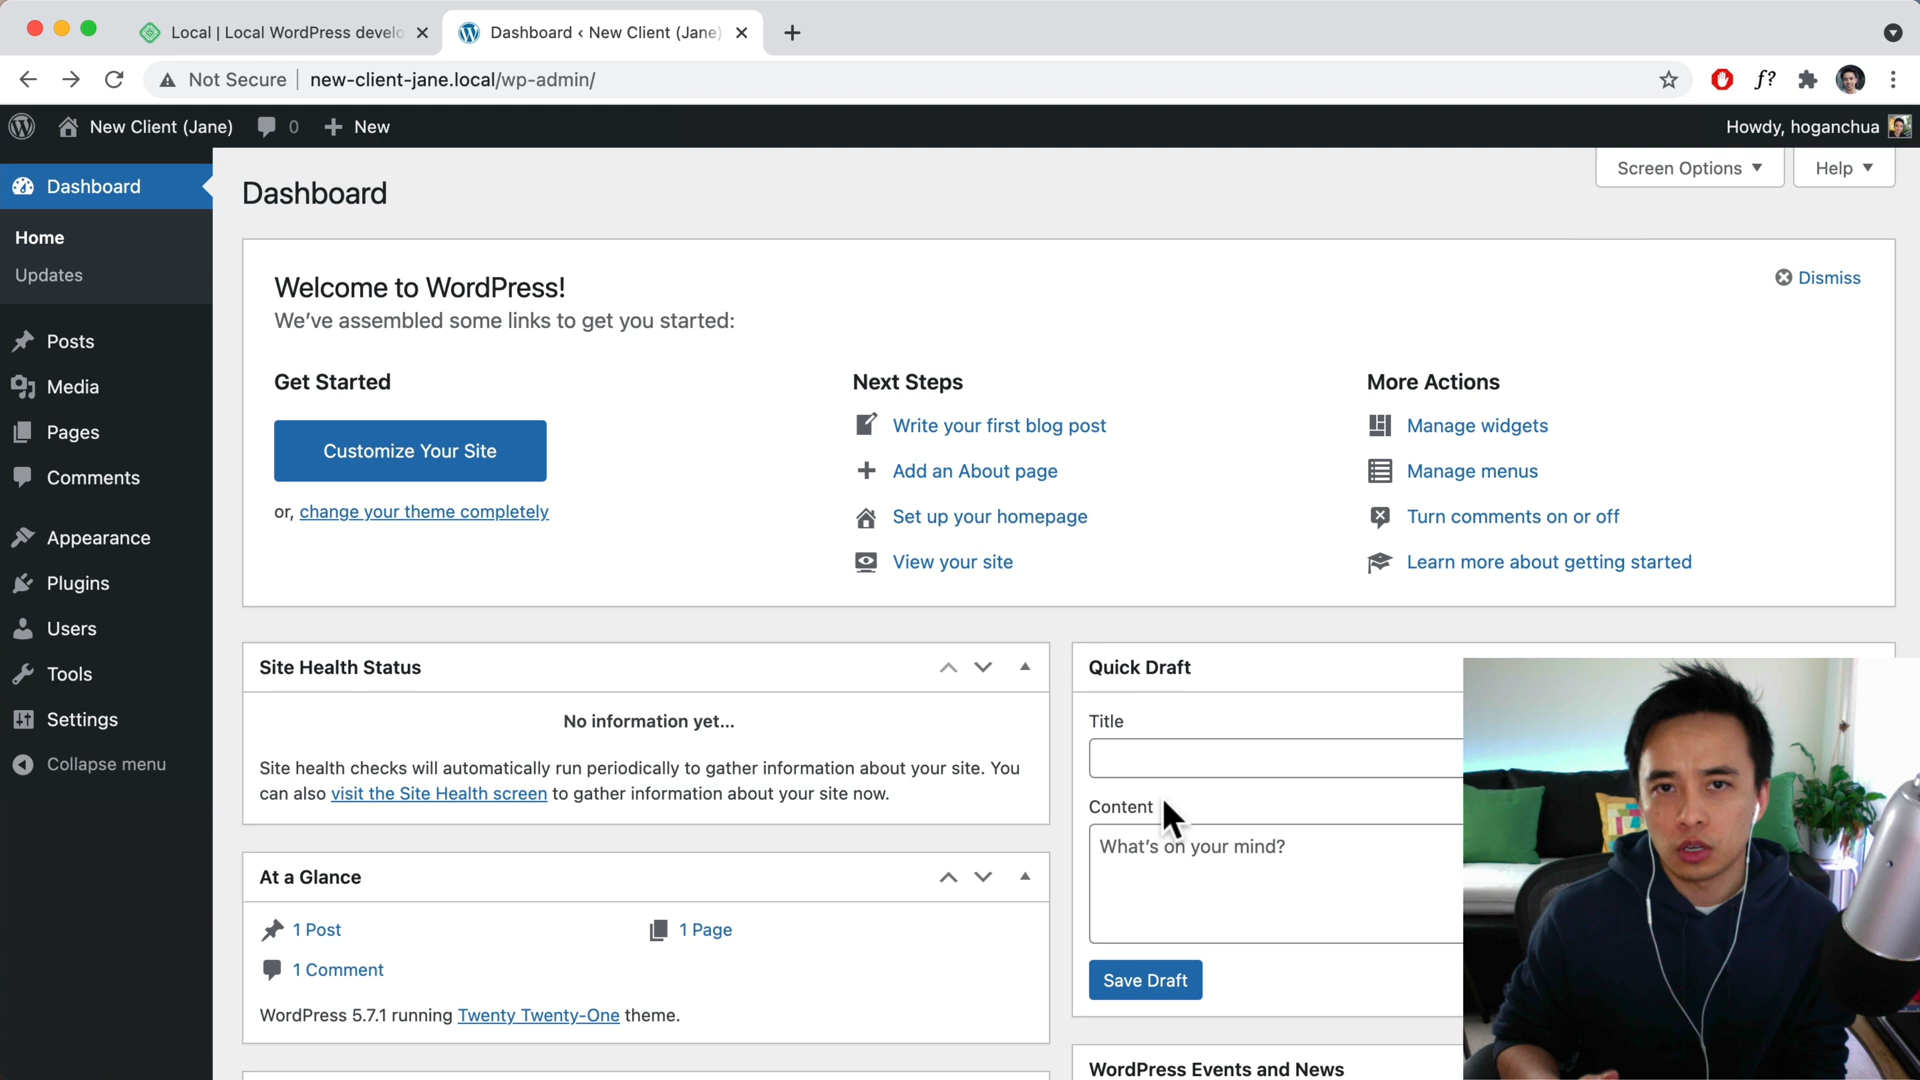 Local | Local WordPress develo
Dashboard ‹ New Client (Jane)
Not Secure
new-client-jane.local/wp-admin/
f?
New Client (Jane)
0
New
Howdy, hoganchua
Dashboard
Home
Updates
Posts
Media
Pages
Comments
Appearance
Plugins
Users
Tools
Settings
Collapse menu
Screen Options
Help
Dashboard
Welcome to WordPress!
We've assembled some links to get you started:
Dismiss
Get Started
Customize Your Site
or, change your theme completely
Next Steps
Write your first blog post
Add an About page
Set up your homepage
View your site
More Actions
Manage widgets
Manage menus
Turn comments on or off
Learn more about getting started
Site Health Status
No information yet...
Site health checks will automatically run periodically to gather information about your site. You
can also visit the Site Health screen to gather information about your site now.
At a Glance
1 Post
1 Page
1 Comment
WordPress 5.7.1 running Twenty Twenty-One theme.
Quick Draft
Title
Content
What's on your mind?
Save Draft
WordPress Events and News